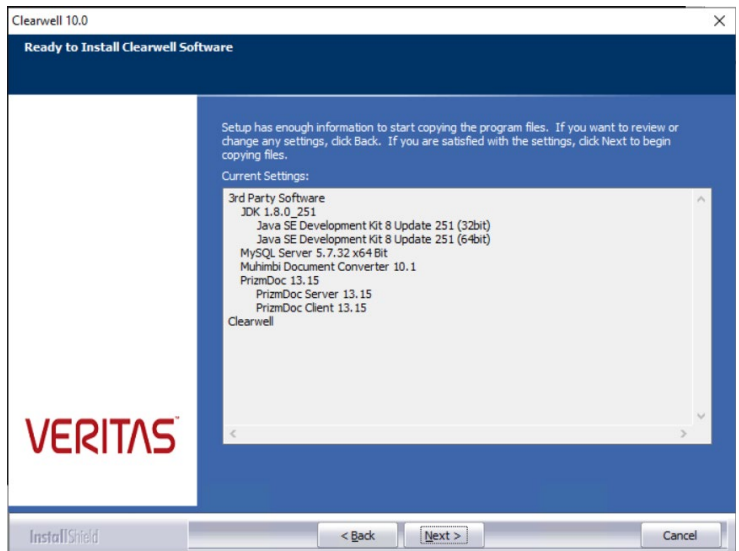 Clearwell 10.0
Ready to Install Clearwell Software
Setup has enough information to start copying the program files. If you want to review or
change any settings, click Back. If you are satisfied with the settings, click Next to begin
copying files.
Current Settings:
3rd Party Software
JDK 1.8.0_251
Java SE Development Kit 8 Update 251 (32bit)
Java SE Development Kit 8 Update 251 (64bit)
MySQL Server 5.7.32 x64 Bit
Muhimbi Document Converter 10.1
PrizmDoc 13.15
PrizmDoc Server 13.15
PrizmDoc Client 13.15
Clearwell
VERITAS™
InstallShield
< Back
Next >
Cancel